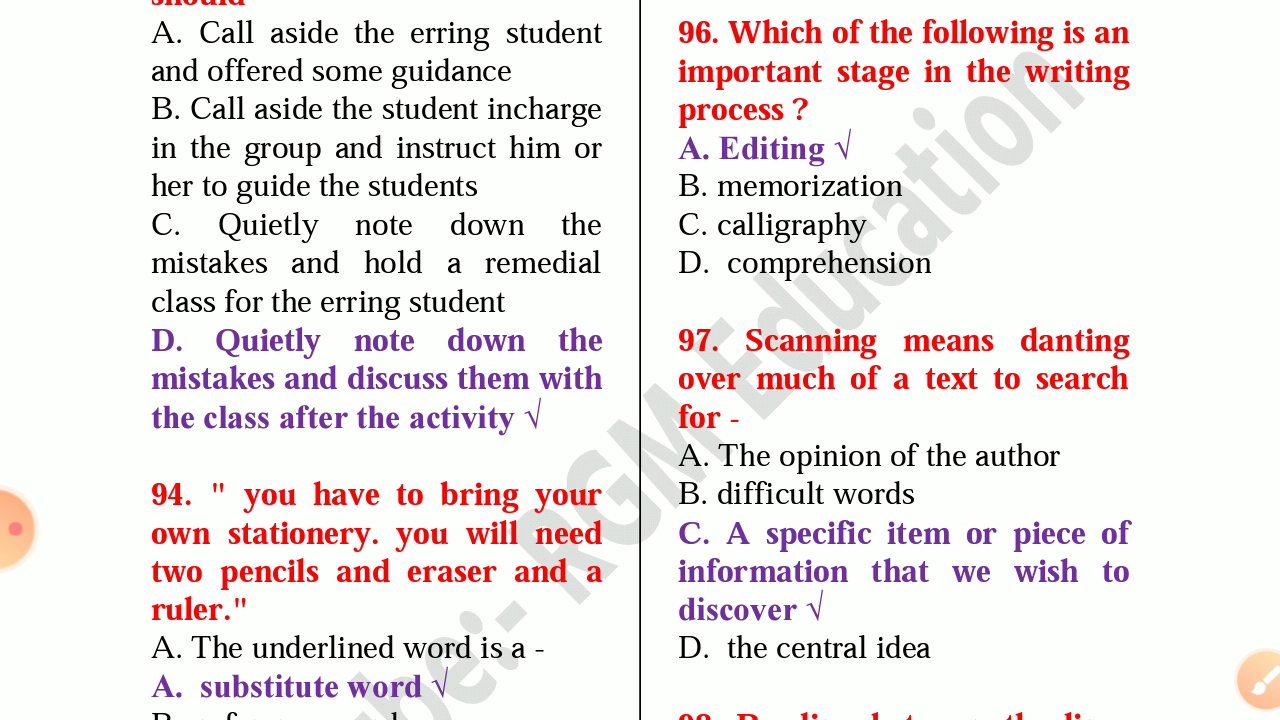 should
A. Call aside the erring student
and offered some guidance
B. Call aside the student incharge
in the group and instruct him or
her to guide the students
C. Quietly note down the
mistakes and hold a remedial
class for the erring student
D. Quietly note down the
mistakes and discuss them with
the class after the activity √
94. " you have to bring your
own stationery. you will need
two pencils and eraser and a
ruler."
A. The underlined word is a -
A. substitute word √
96. Which of the following is an
important stage in the writing
process ?
A. Editing √
B. memorization
C. calligraphy
D. comprehension
97. Scanning means danting
over much of a text to search
for -
A. The opinion of the author
B. difficult words
C. A specific item or piece of
information that we wish to
discover √
D. the central idea
be:- RGM Education